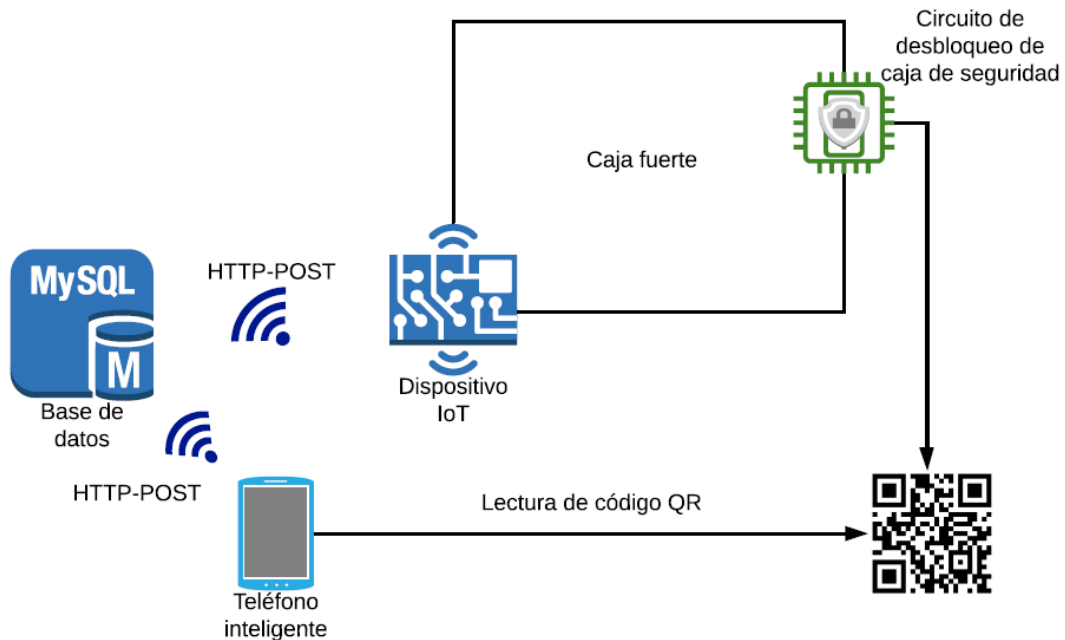 Circuito de
desbloqueo de
caja de seguridad
Caja fuerte
HTTP-POST
MySQL
M
Dispositivo
IoT
Base de
datos
HTTP-POST
Lectura de código QR
Teléfono
inteligente